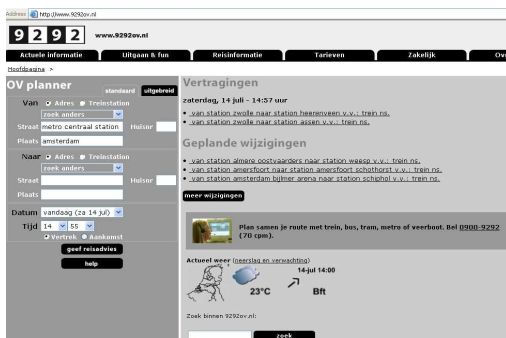 Address http://www.9292ov.nl
9 2 9 2 www.9292ov.nl
Actuele informatie Uitgaan & fun Reisinformatie Tarieven Zakelijk Ov
Hoofdpagina >
OV planner standaard uitgebreid
Van Adres Treinstation
zoek anders
Straat metro centraal station Huisnr
Plaats amsterdam
Naar Adres Treinstation
zoek anders
Straat Huisnr
Plaats
Datum vandaag (za 14 jul)
Tijd 14 55
Vertrek Aankomst
geef reisadvies
help
Vertragingen
zaterdag, 14 juli - 14:57 uur
van station zwolle naar station heerenveen v.v.: trein ns.
van station zwolle naar station assen v.v.: trein ns.
Geplande wijzigingen
van station almere oostvaarders naar station weesp v.v.: trein ns.
van station amersfoort naar station amersfoort schothorst v.v.: trein ns.
van station amsterdam bijlmer arena naar station schiphol v.v.: trein ns.
meer wijzigingen
Plan samen je route met trein, bus, tram, metro of veerboot. Bel 0900-9292
(70 cpm).
Actueel weer (neerslag en verwachting)
14-jul 14:00
23°C Bft
Zoek binnen 9292ov.nl:
zoek